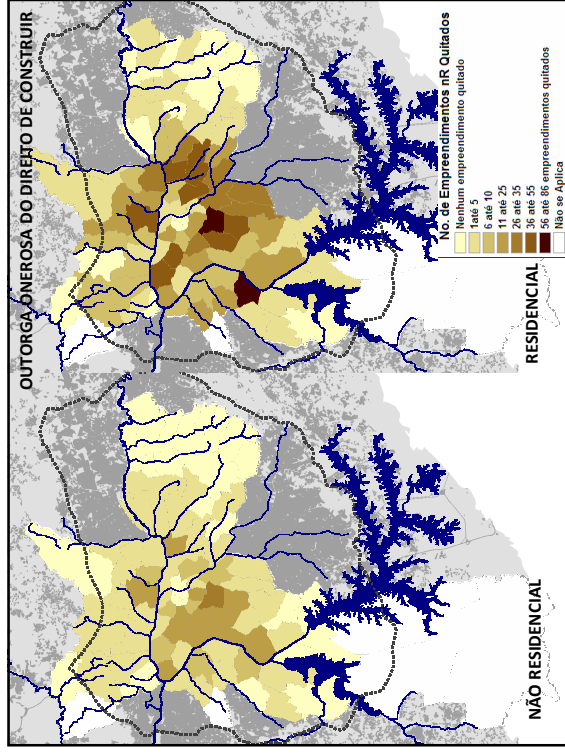 OUTORGA ONEROSA DO DIREITO DE CONSTRUIR
NÃO RESIDENCIAL
RESIDENCIAL
No. de Empreendimentos nR Quitados
Nenhum empreendimento quitado
1até 5
6 até 10
11 até 25
26 até 35
36 até 55
56 até 86 empreendimentos quitados
Não se Aplica